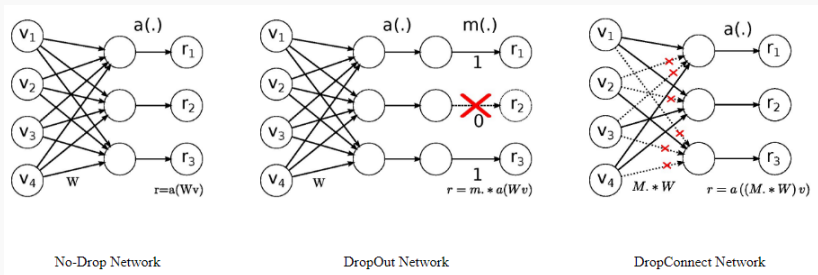 a(.)
v1
v2
v3
v4
r1
r2
r3
W
r=a(Wv)
No-Drop Network
a(.)
m(.)
v1
v2
v3
v4
1
0
1
r1
r2
r3
W
r = m. * a(Wv)
DropOut Network
a(.)
v1
v2
v3
v4
r1
r2
r3
M. * W
r = a ((M. * W) v)
DropConnect Network